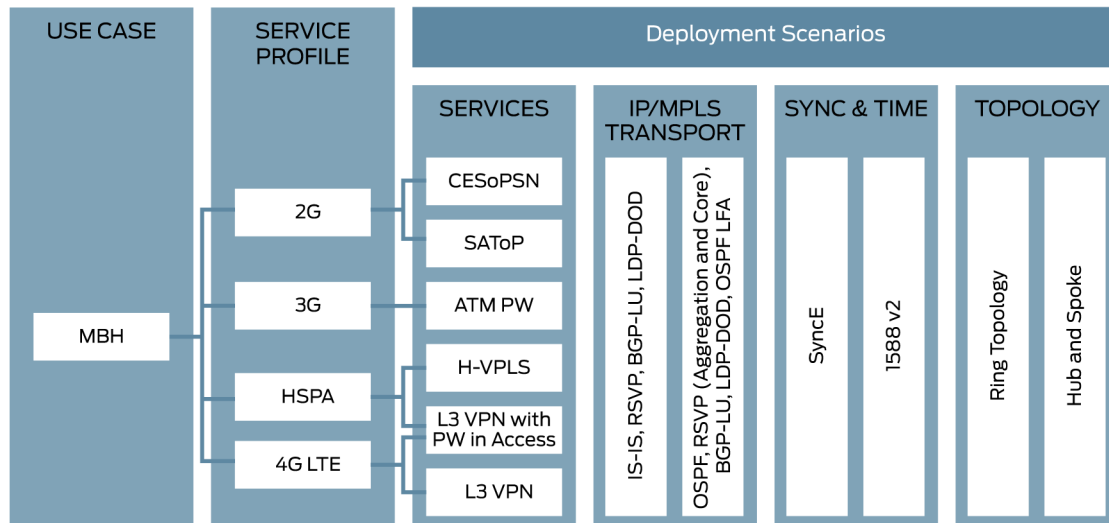 USE CASE
SERVICE
PROFILE
Deployment Scenarios
SERVICES
IP/MPLS
TRANSPORT
SYNC & TIME
TOPOLOGY
MBH
2G
3G
HSPA
4G LTE
CESoPSN
SAToP
ATM PW
H-VPLS
L3 VPN with
PW in Access
L3 VPN
IS-IS, RSVP, BGP-LU, LDP-DOD
OSPF, RSVP (Aggregation and Core),
BGP-LU, LDP-DOD, OSPF LFA
SyncE
1588 v2
Ring Topology
Hub and Spoke